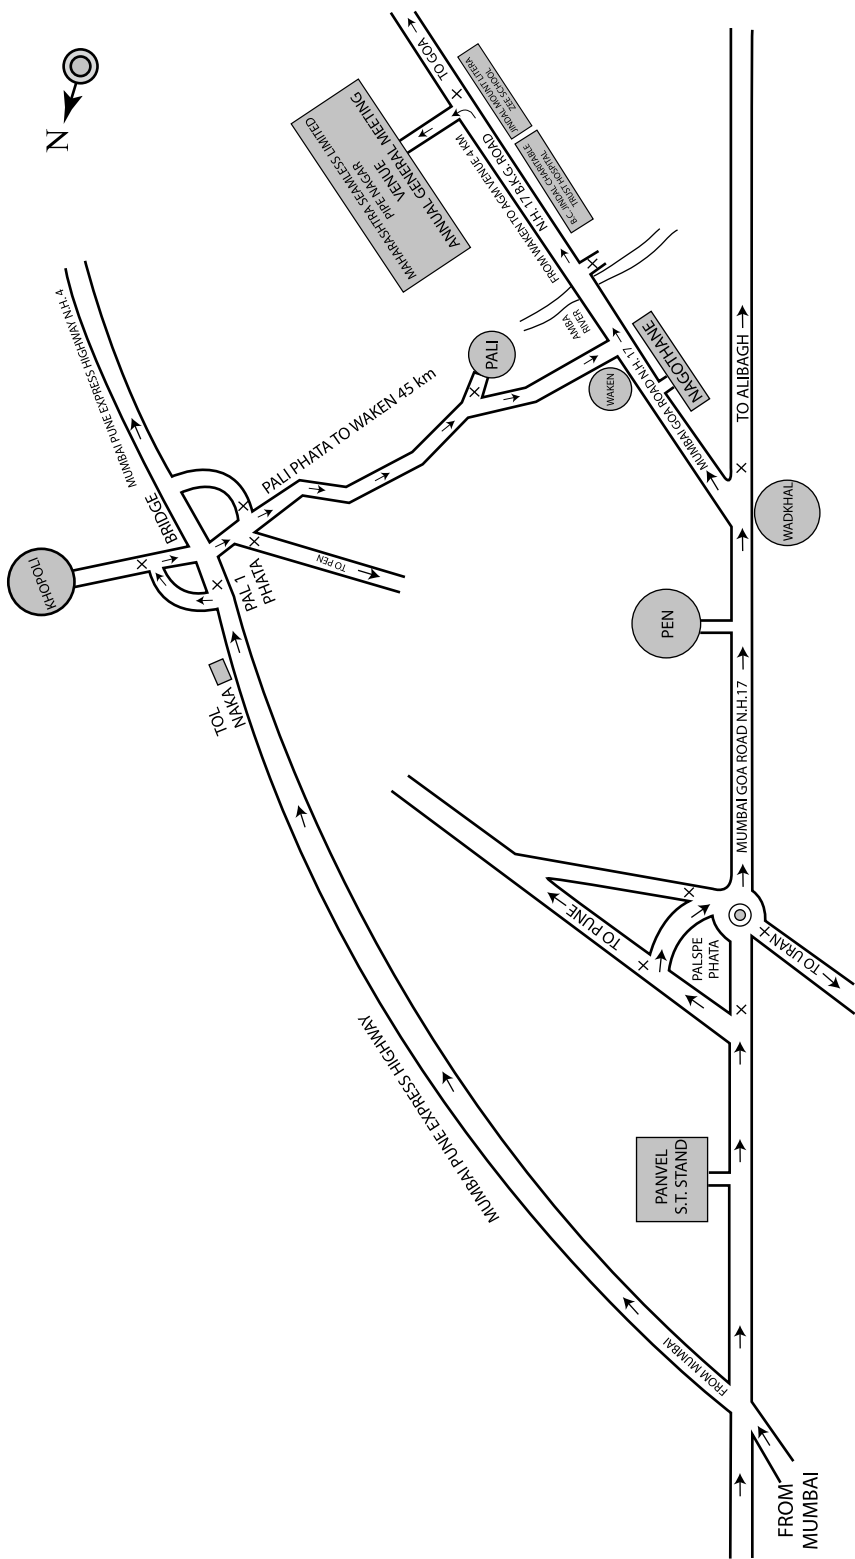 N
TO GOA
JINDAL MOUNT LITERA
ZEE SCHOOL
ANNUAL GENERAL MEETING
VENUE
PIPE NAGAR
MAHARASHTRA SEAMLESS LIMITED
N.H. 17 B.K.G. ROAD
FROM WAKEN TO AGM VENUE 4 KM
B.C. JINDAL CHARITABLE
TRUST HOSPITAL
AMBA
RIVER
MUMBAI PUNE EXPRESS HIGHWAY N.H. 4
PALI
WAKEN
NAGOTHANE
MUMBAI GOA ROAD N.H. 17
TO ALIBAGH
PALI PHATA TO WAKEN 45 km
BRIDGE
KHOPOLI
PAL 1
PHATA
TO PEN
WADKHAL
PEN
TOL
NAKA
MUMBAI GOA ROAD N.H.17
TO PUNE
PALSPE
PHATA
TO URAN
MUMBAI PUNE EXPRESS HIGHWAY
PANVEL
S.T. STAND
FROM MUMBAI
FROM
MUMBAI